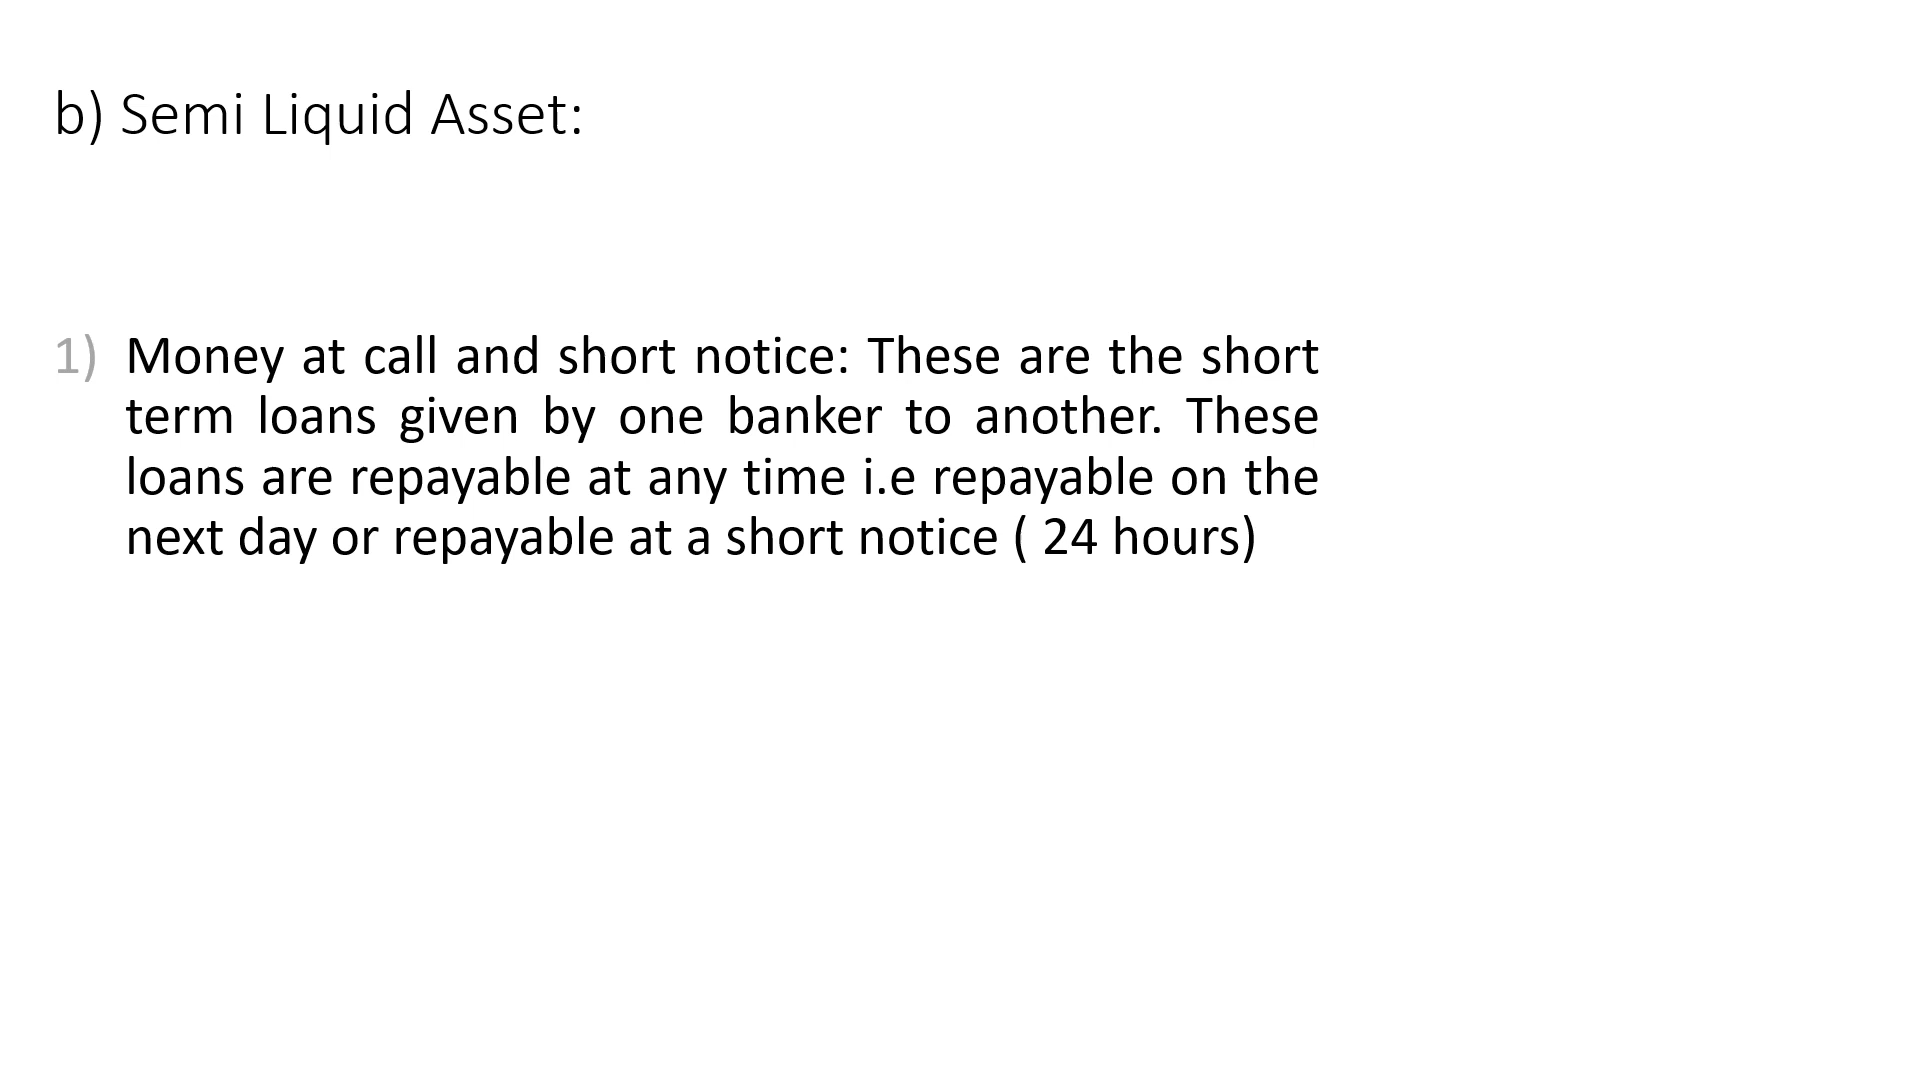 b) Semi Liquid Asset:
1) Money at call and short notice: These are the short
term loans given by one banker to another. These
loans are repayable at any time i.e repayable on the
next day or repayable at a short notice ( 24 hours)